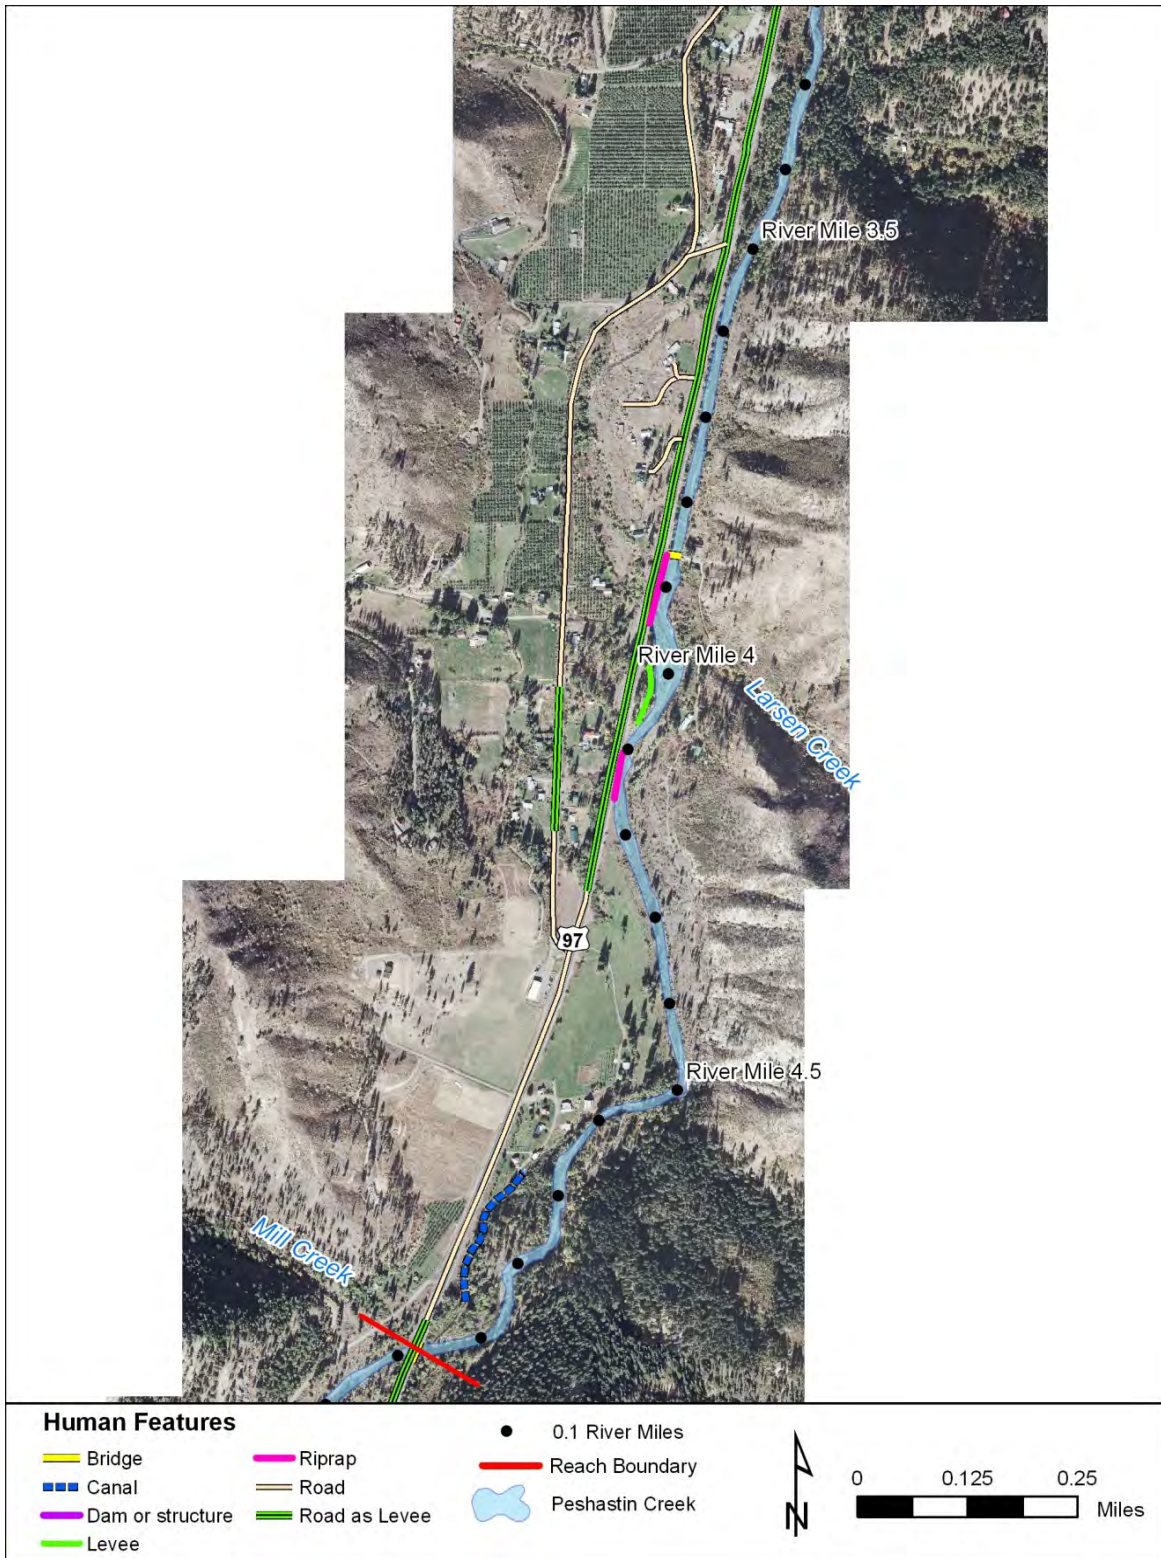 River Mile 3.5
River Mile 4
Larsen Creek
97
River Mile 4.5
Mill Creek
Human Features
Bridge
Canal
Dam or structure
Levee
Riprap
Road
Road as Levee
0.1 River Miles
Reach Boundary
Peshastin Creek
N
0 0.125 0.25
Miles